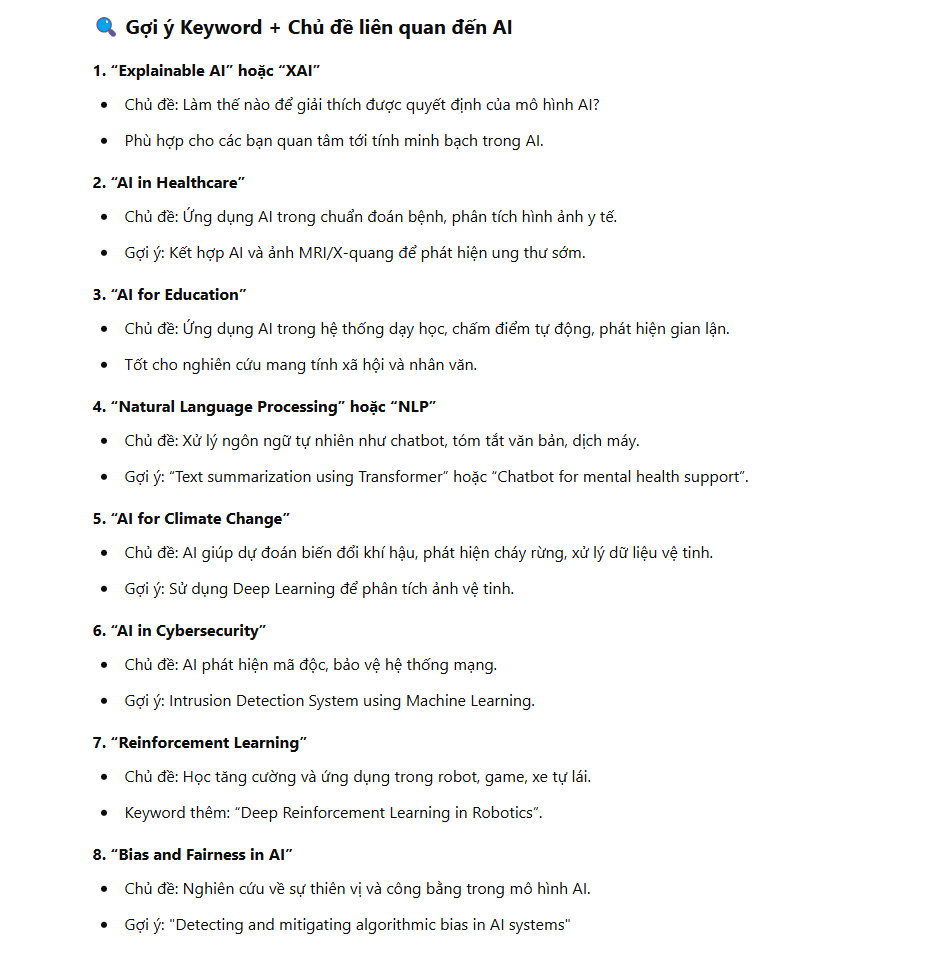 Gợi ý Keyword + Chủ đề liên quan đến AI
1. “Explainable AI” hoặc “XAI”
• Chủ đề: Làm thế nào để giải thích được quyết định của mô hình AI?
• Phù hợp cho các bạn quan tâm tới tính minh bạch trong AI.
2. “AI in Healthcare”
• Chủ đề: Ứng dụng AI trong chuẩn đoán bệnh, phân tích hình ảnh y tế.
• Gợi ý: Kết hợp AI và ảnh MRI/X-quang để phát hiện ung thư sớm.
3. “AI for Education”
• Chủ đề: Ứng dụng AI trong hệ thống dạy học, chấm điểm tự động, phát hiện gian lận.
• Tốt cho nghiên cứu mang tính xã hội và nhân văn.
4. “Natural Language Processing” hoặc “NLP”
• Chủ đề: Xử lý ngôn ngữ tự nhiên như chatbot, tóm tắt văn bản, dịch máy.
• Gợi ý: “Text summarization using Transformer” hoặc “Chatbot for mental health support”.
5. “AI for Climate Change”
• Chủ đề: AI giúp dự đoán biến đổi khí hậu, phát hiện cháy rừng, xử lý dữ liệu vệ tinh.
• Gợi ý: Sử dụng Deep Learning để phân tích ảnh vệ tinh.
6. “AI in Cybersecurity”
• Chủ đề: AI phát hiện mã độc, bảo vệ hệ thống mạng.
• Gợi ý: Intrusion Detection System using Machine Learning.
7. “Reinforcement Learning”
• Chủ đề: Học tăng cường và ứng dụng trong robot, game, xe tự lái.
• Keyword thêm: “Deep Reinforcement Learning in Robotics”.
8. “Bias and Fairness in AI”
• Chủ đề: Nghiên cứu về sự thiên vị và công bằng trong mô hình AI.
• Gợi ý: "Detecting and mitigating algorithmic bias in AI systems"